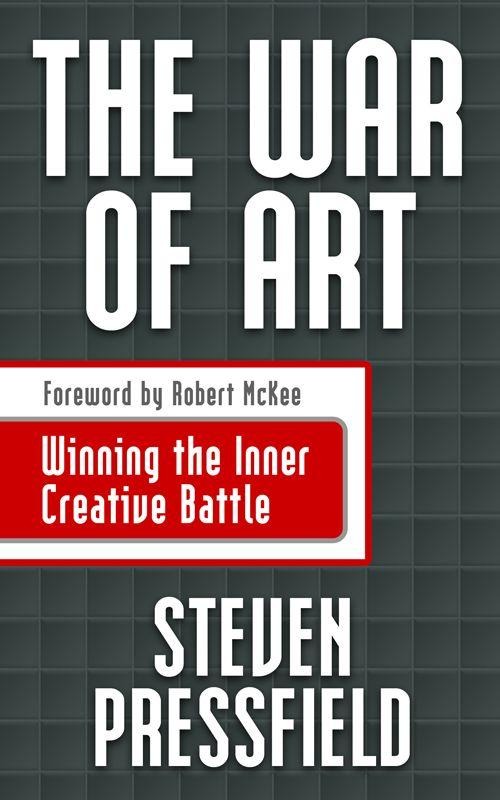 THE WAR
OF ART
Foreword by Robert McKee
Winning the Inner
Creative Battle
STEVEN
PRESSFIELD